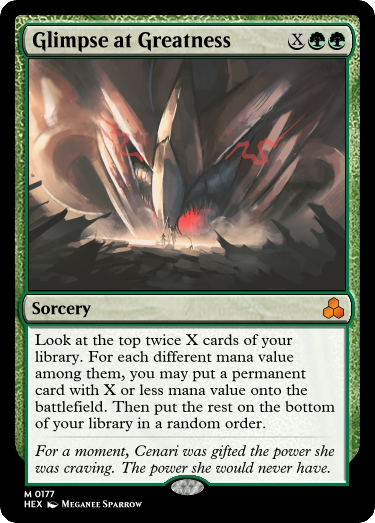 Glimpse at Greatness X
Sorcery
Look at the top twice X cards of your
library. For each different mana value
among them, you may put a permanent
card with X or less mana value onto the
battlefield. Then put the rest on the bottom
of your library in a random order.
For a moment, Cenari was gifted the power she
was craving. The power she would never have.
M 0177
HEX Meganee Sparrow